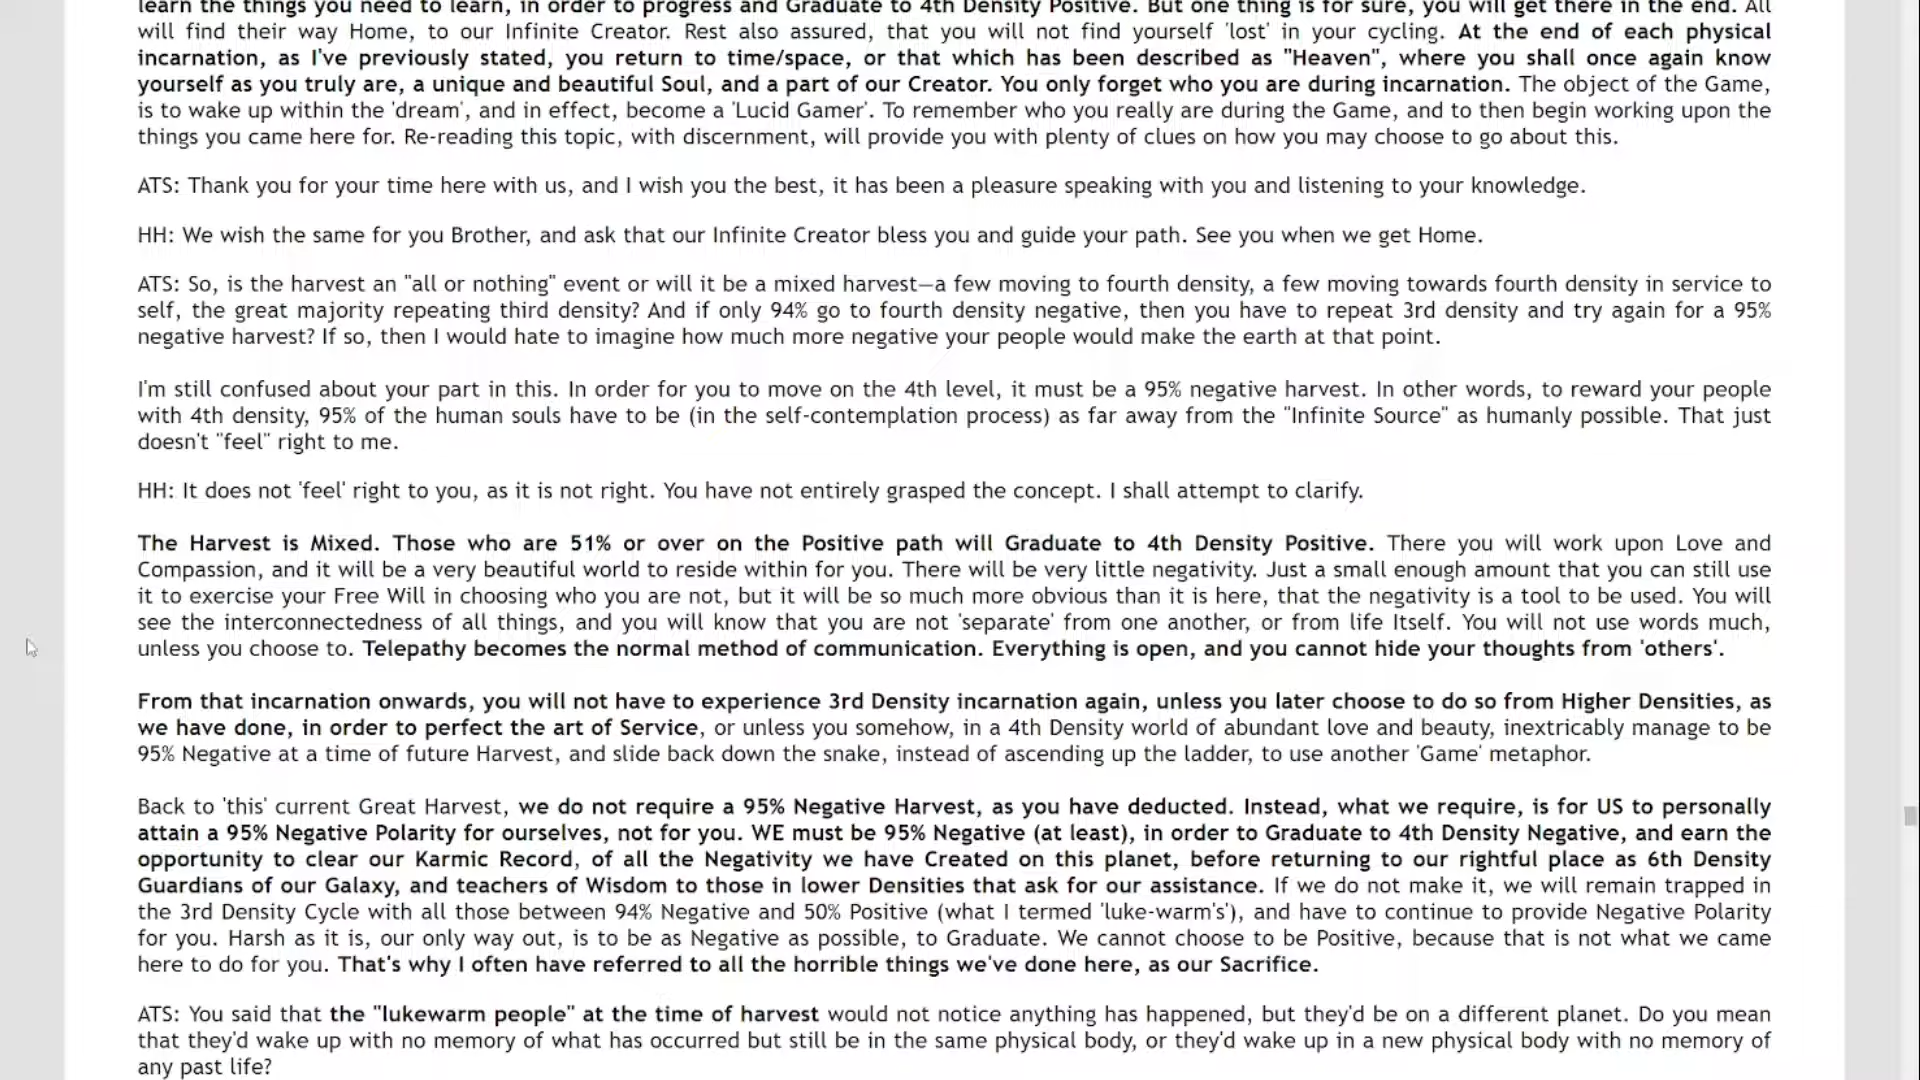 learn the things you need to learn, in order to progress and Graduate to 4th Density Positive. But one thing is for sure, you will get there in the end. All
will find their way Home, to our Infinite Creator. Rest also assured, that you will not find yourself 'lost' in your cycling. At the end of each physical
incarnation, as I've previously stated, you return to time/space, or that which has been described as "Heaven", where you shall once again know
yourself as you truly are, a unique and beautiful Soul, and a part of our Creator. You only forget who you are during incarnation. The object of the Game,
is to wake up within the 'dream', and in effect, become a 'Lucid Gamer'. To remember who you really are during the Game, and to then begin working upon the
things you came here for. Re-reading this topic, with discernment, will provide you with plenty of clues on how you may choose to go about this.
ATS: Thank you for your time here with us, and I wish you the best, it has been a pleasure speaking with you and listening to your knowledge.
HH: We wish the same for you Brother, and ask that our Infinite Creator bless you and guide your path. See you when we get Home.
ATS: So, is the harvest an "all or nothing" event or will it be a mixed harvest—a few moving to fourth density, a few moving towards fourth density in service to
self, the great majority repeating third density? And if only 94% go to fourth density negative, then you have to repeat 3rd density and try again for a 95%
negative harvest? If so, then I would hate to imagine how much more negative your people would make the earth at that point.
I'm still confused about your part in this. In order for you to move on the 4th level, it must be a 95% negative harvest. In other words, to reward your people
with 4th density, 95% of the human souls have to be (in the self-contemplation process) as far away from the "Infinite Source" as humanly possible. That just
doesn't "feel" right to me.
HH: It does not 'feel' right to you, as it is not right. You have not entirely grasped the concept. I shall attempt to clarify.
The Harvest is Mixed. Those who are 51% or over on the Positive path will Graduate to 4th Density Positive. There you will work upon Love and
Compassion, and it will be a very beautiful world to reside within for you. There will be very little negativity. Just a small enough amount that you can still use
it to exercise your Free Will in choosing who you are not, but it will be so much more obvious than it is here, that the negativity is a tool to be used. You will
see the interconnectedness of all things, and you will know that you are not 'separate' from one another, or from life Itself. You will not use words much,
unless you choose to. Telepathy becomes the normal method of communication. Everything is open, and you cannot hide your thoughts from 'others'.
From that incarnation onwards, you will not have to experience 3rd Density incarnation again, unless you later choose to do so from Higher Densities, as
we have done, in order to perfect the art of Service, or unless you somehow, in a 4th Density world of abundant love and beauty, inextricably manage to be
95% Negative at a time of future Harvest, and slide back down the snake, instead of ascending up the ladder, to use another 'Game' metaphor.
Back to 'this' current Great Harvest, we do not require a 95% Negative Harvest, as you have deducted. Instead, what we require, is for US to personally
attain a 95% Negative Polarity for ourselves, not for you. WE must be 95% Negative (at least), in order to Graduate to 4th Density Negative, and earn the
opportunity to clear our Karmic Record, of all the Negativity we have Created on this planet, before returning to our rightful place as 6th Density
Guardians of our Galaxy, and teachers of Wisdom to those in lower Densities that ask for our assistance. If we do not make it, we will remain trapped in
the 3rd Density Cycle with all those between 94% Negative and 50% Positive (what I termed 'luke-warm's'), and have to continue to provide Negative Polarity
for you. Harsh as it is, our only way out, is to be as Negative as possible, to Graduate. We cannot choose to be Positive, because that is not what we came
here to do for you. That's why I often have referred to all the horrible things we've done here, as our Sacrifice.
ATS: You said that the "lukewarm people" at the time of harvest would not notice anything has happened, but they'd be on a different planet. Do you mean
that they'd wake up with no memory of what has occurred but still be in the same physical body, or they'd wake up in a new physical body with no memory of
any past life?